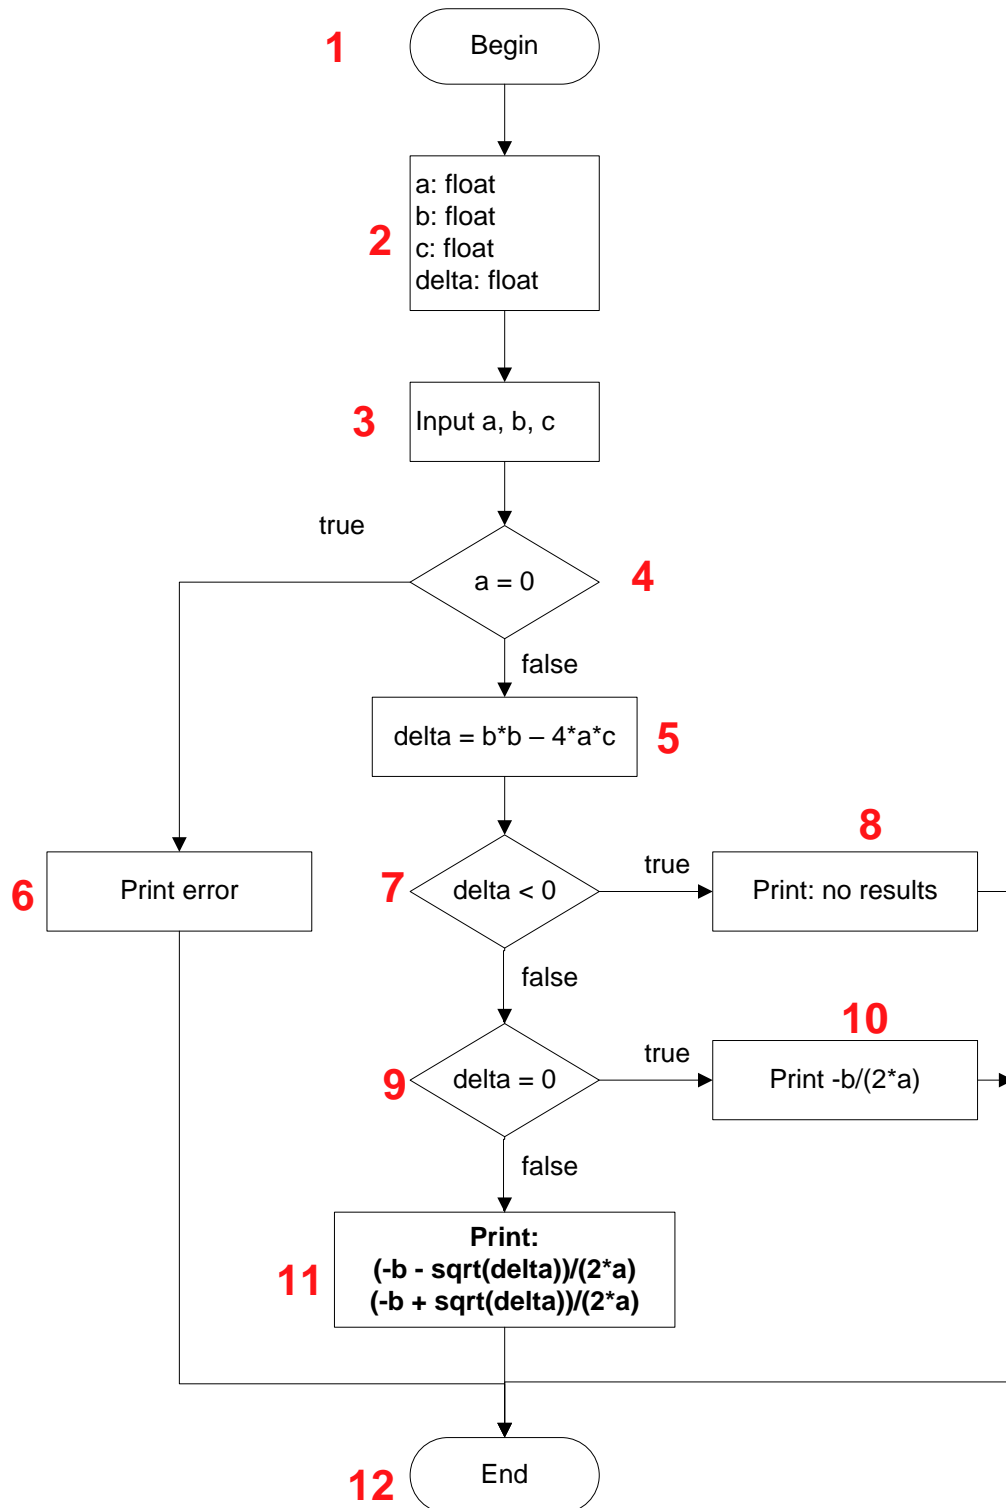 1
Begin
2
a: float
b: float
c: float
delta: float
3
Input a, b, c
true
a = 0
4
false
delta = b*b – 4*a*c
5
6
Print error
7
delta < 0
true
8
Print: no results
false
9
delta = 0
true
10
Print -b/(2*a)
false
11
Print:
(-b - sqrt(delta))/(2*a)
(-b + sqrt(delta))/(2*a)
12
End